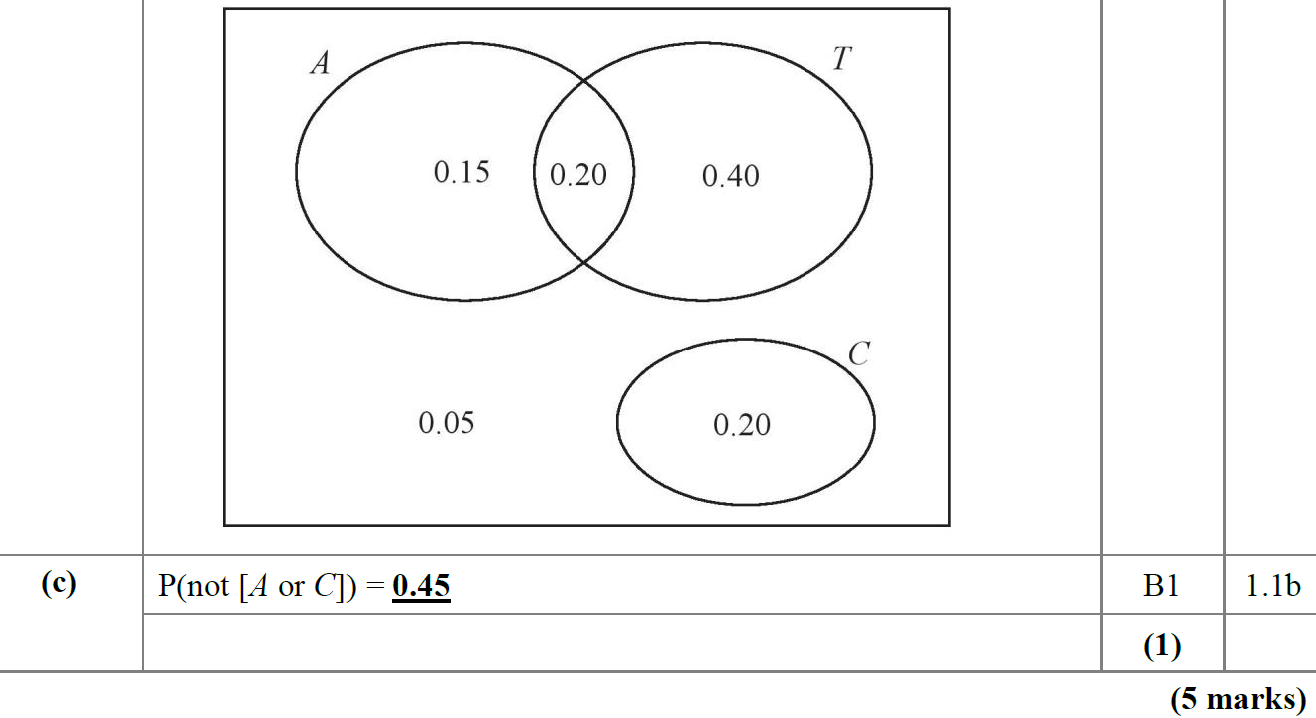 A
T
0.15
0.20
0.40
C
0.05
0.20
(c) P(not [A or C]) = 0.45 B1 1.1b
(1)
(5 marks)